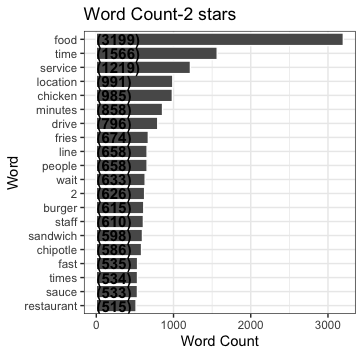 Word Count-2 stars
Word
food (3199)
time (1566)
service (1219)
location (991)
chicken (985)
minutes (858)
drive (796)
fries (674)
line (658)
people (658)
wait (633)
2 (626)
burger (615)
staff (610)
sandwich (598)
chipotle (586)
fast (535)
times (534)
sauce (533)
restaurant (515)
0 1000 2000 3000
Word Count